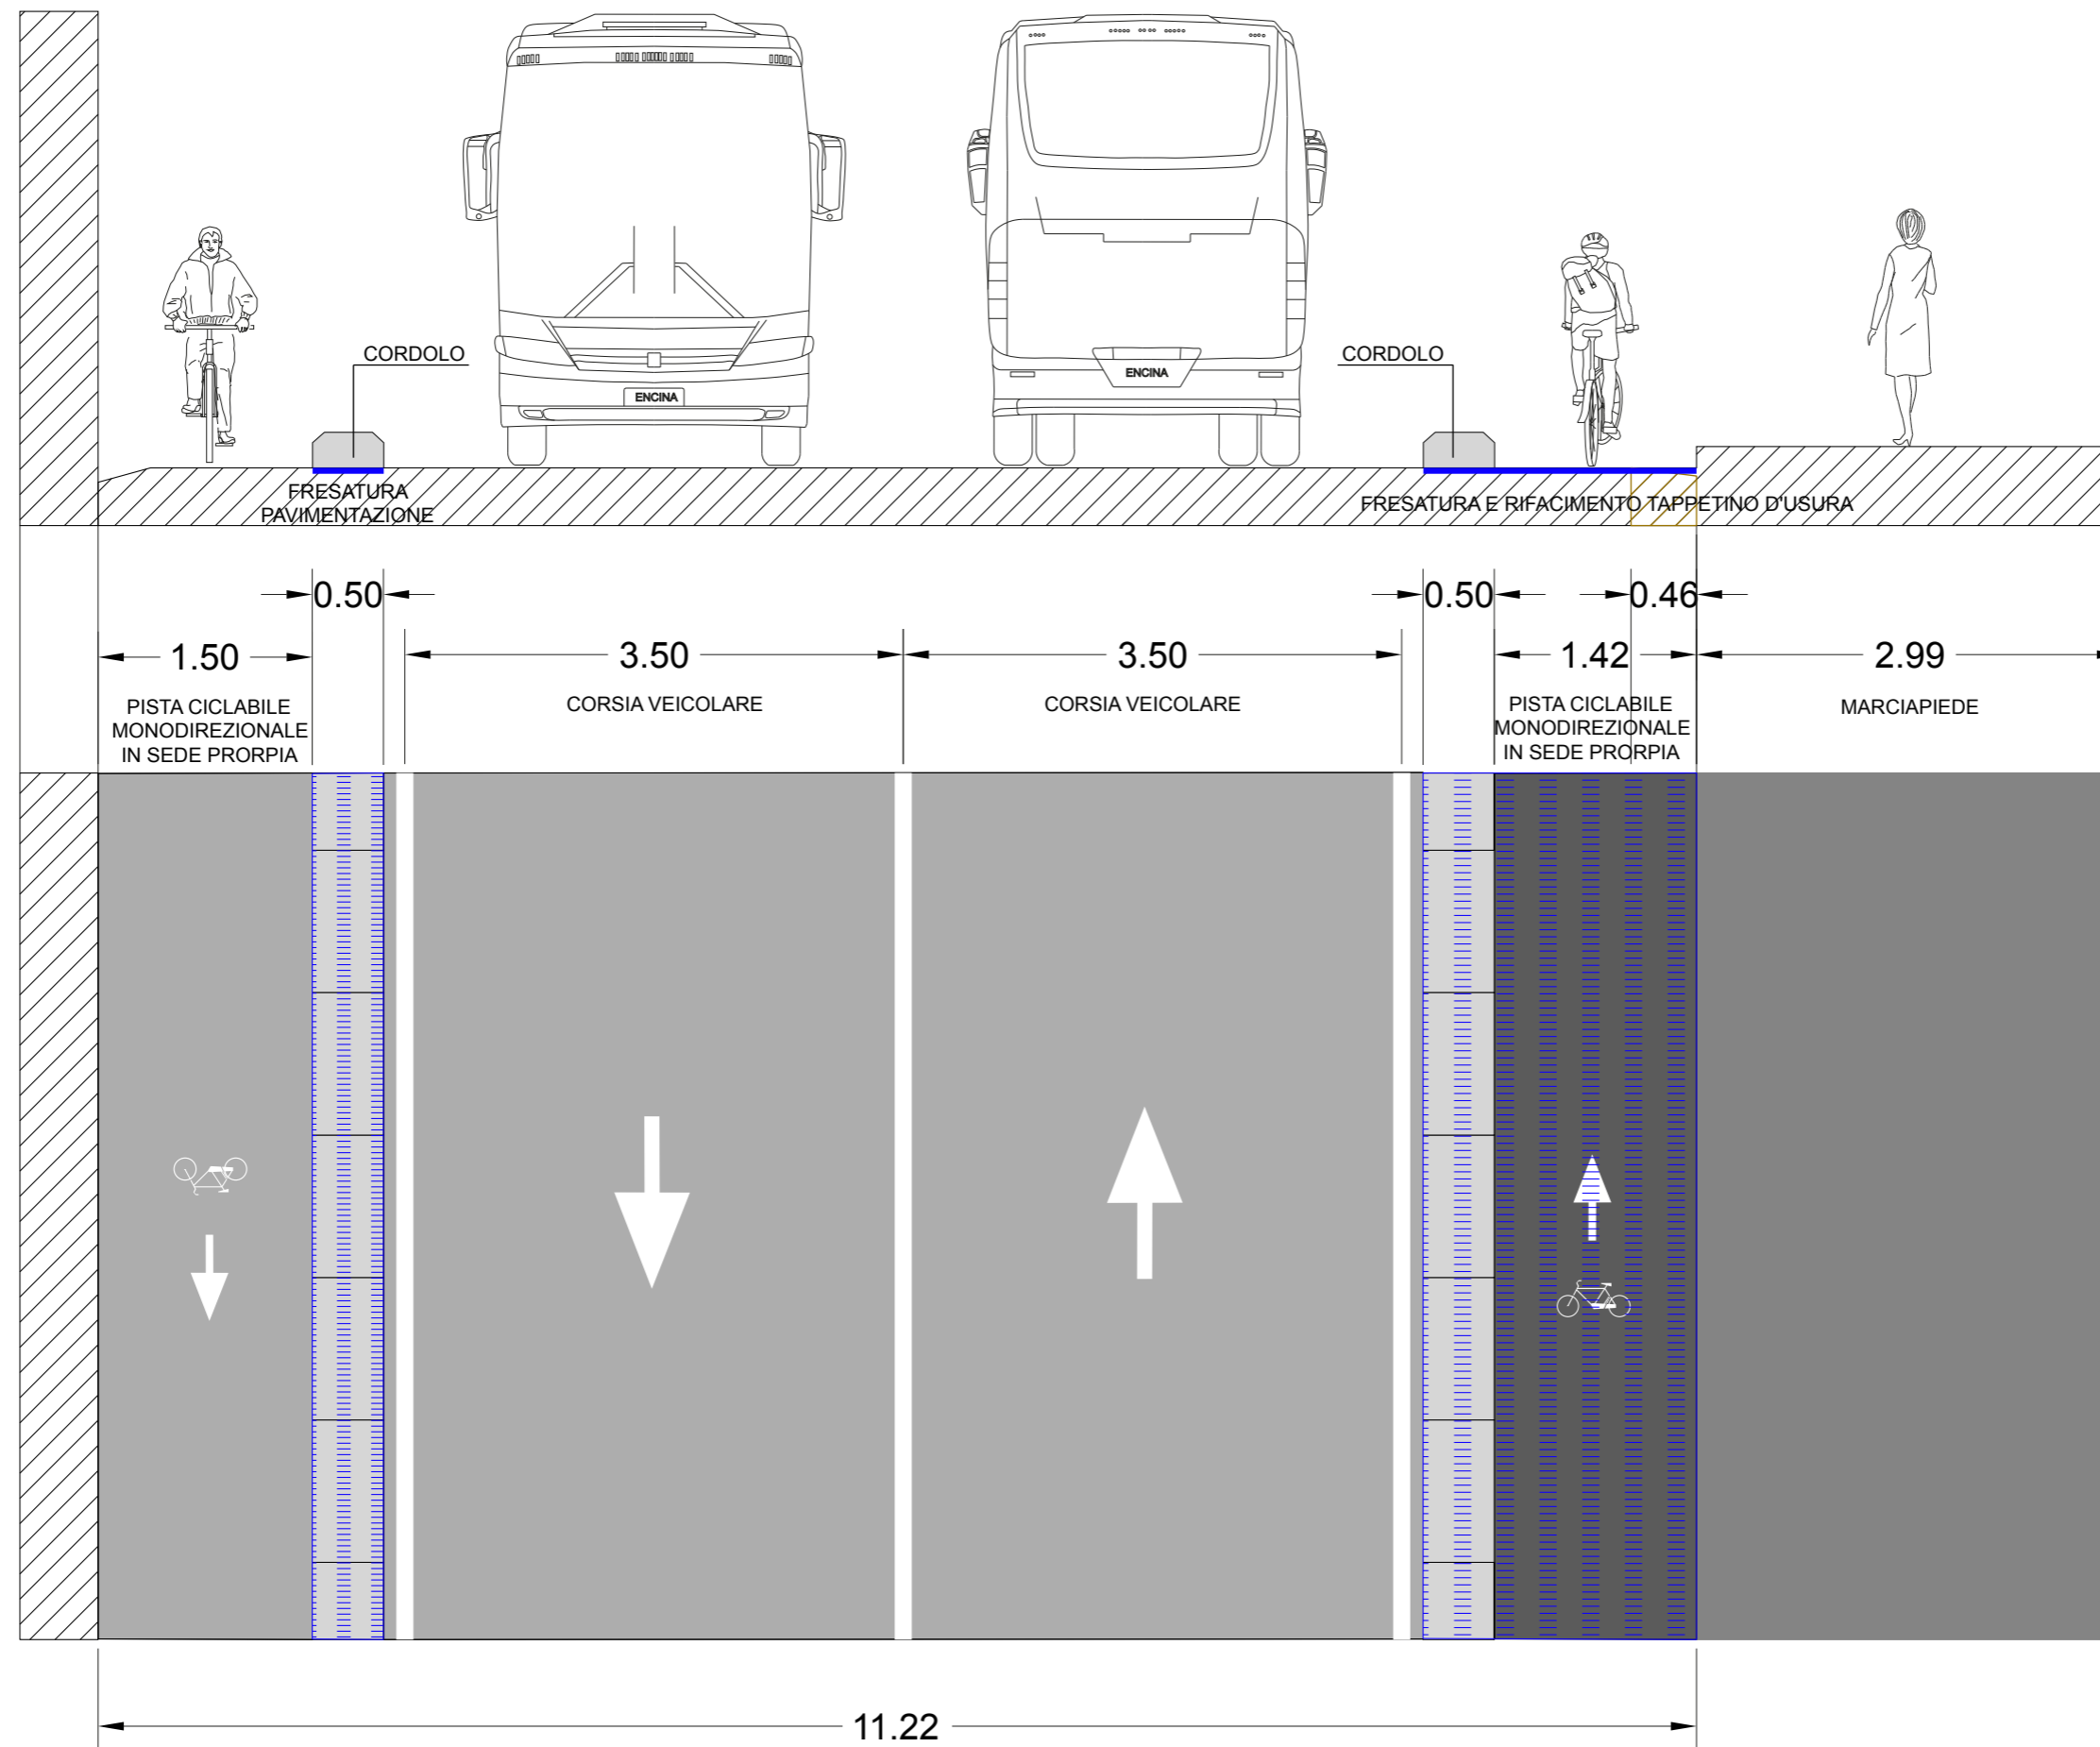 CORDOLO
ENCINA
ENCINA
CORDOLO
FRESATURA
PAVIMENTAZIONE
FRESATURA E RIFACIMENTO TAPPETINO D'USURA
0.50
0.50
0.46
1.50
3.50
3.50
1.42
2.99
PISTA CICLABILE
MONODIREZIONALE
IN SEDE PRORPIA
CORSIA VEICOLARE
CORSIA VEICOLARE
PISTA CICLABILE
MONODIREZIONALE
IN SEDE PRORPIA
MARCIAPIEDE
11.22